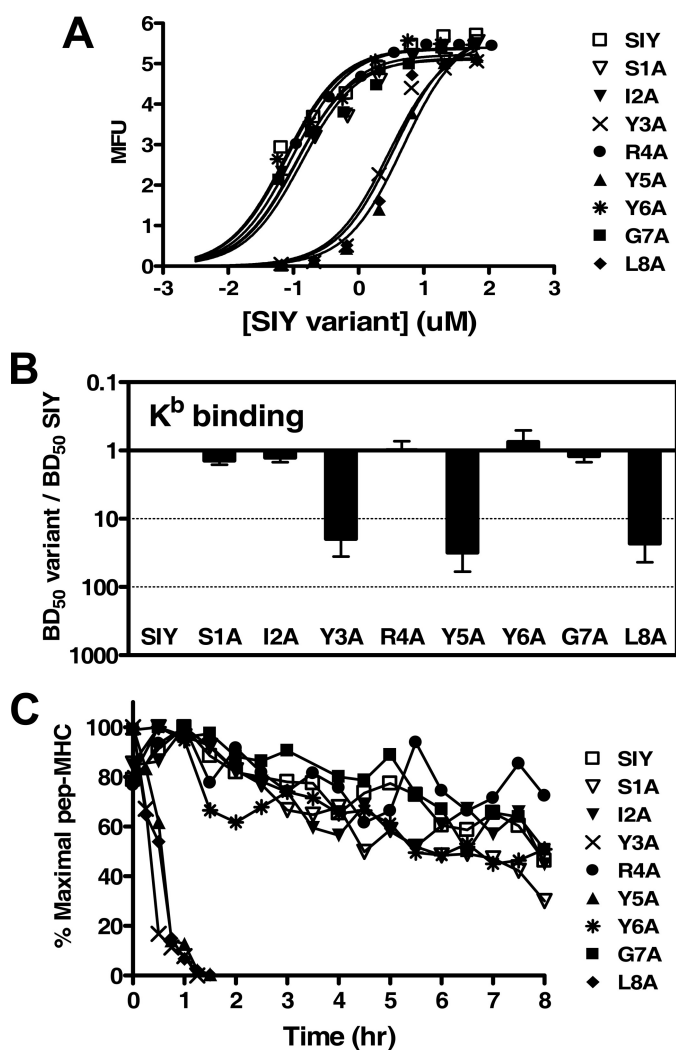 A
MFU
6
5
4
3
2
1
0
-3 -2 -1 0 1 2 3
[SIY variant] (uM)
SIY
S1A
I2A
Y3A
R4A
Y5A
Y6A
G7A
L8A
B
BD50 variant / BD50 SIY
0.1
1
10
100
1000
Kb binding
SIY S1A I2A Y3A R4A Y5A Y6A G7A L8A
C
% Maximal pep-MHC
100
80
60
40
20
0
0 1 2 3 4 5 6 7 8
Time (hr)
SIY
S1A
I2A
Y3A
R4A
Y5A
Y6A
G7A
L8A